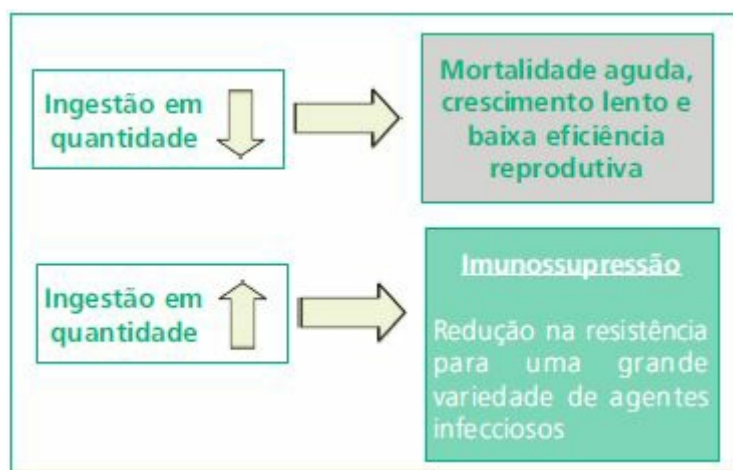 Ingestão em
quantidade
Mortalidade aguda,
crescimento lento e
baixa eficiência
reprodutiva
Ingestão em
quantidade
Imunossupressão
Redução na resistência
para uma grande
variedade de agentes
infecciosos